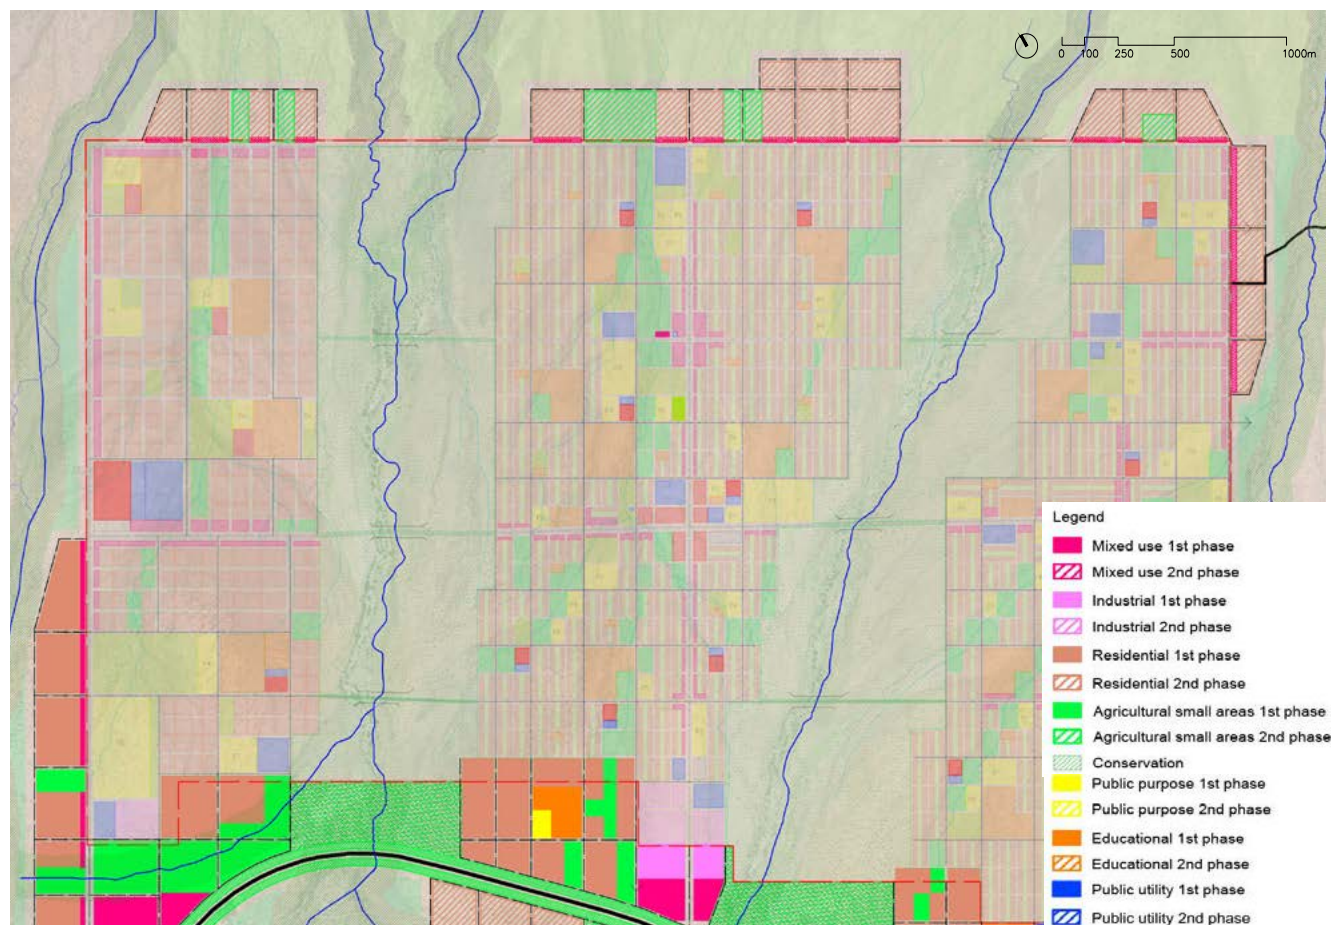 0 100 250 500 1000m
Legend
Mixed use 1st phase
Mixed use 2nd phase
Industrial 1st phase
Industrial 2nd phase
Residential 1st phase
Residential 2nd phase
Agricultural small areas 1st phase
Agricultural small areas 2nd phase
Conservation
Public purpose 1st phase
Public purpose 2nd phase
Educational 1st phase
Educational 2nd phase
Public utility 1st phase
Public utility 2nd phase